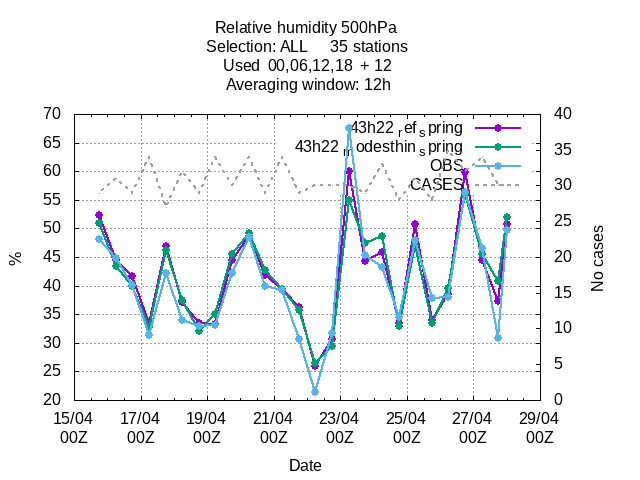 Relative humidity 500hPa
Selection: ALL 35 stations
Used 00,06,12,18 + 12
Averaging window: 12h
70 40
65 35
60 30
55 25
50 20
45 15
40 10
35 5
30 0
25
20
%
No cases
43h22 refspring
43h22 rrodesthinspring
OBS
CASES
15/04 17/04 19/04 21/04 23/04 25/04 27/04 29/04
00Z 00Z 00Z 00Z 00Z 00Z 00Z 00Z
Date